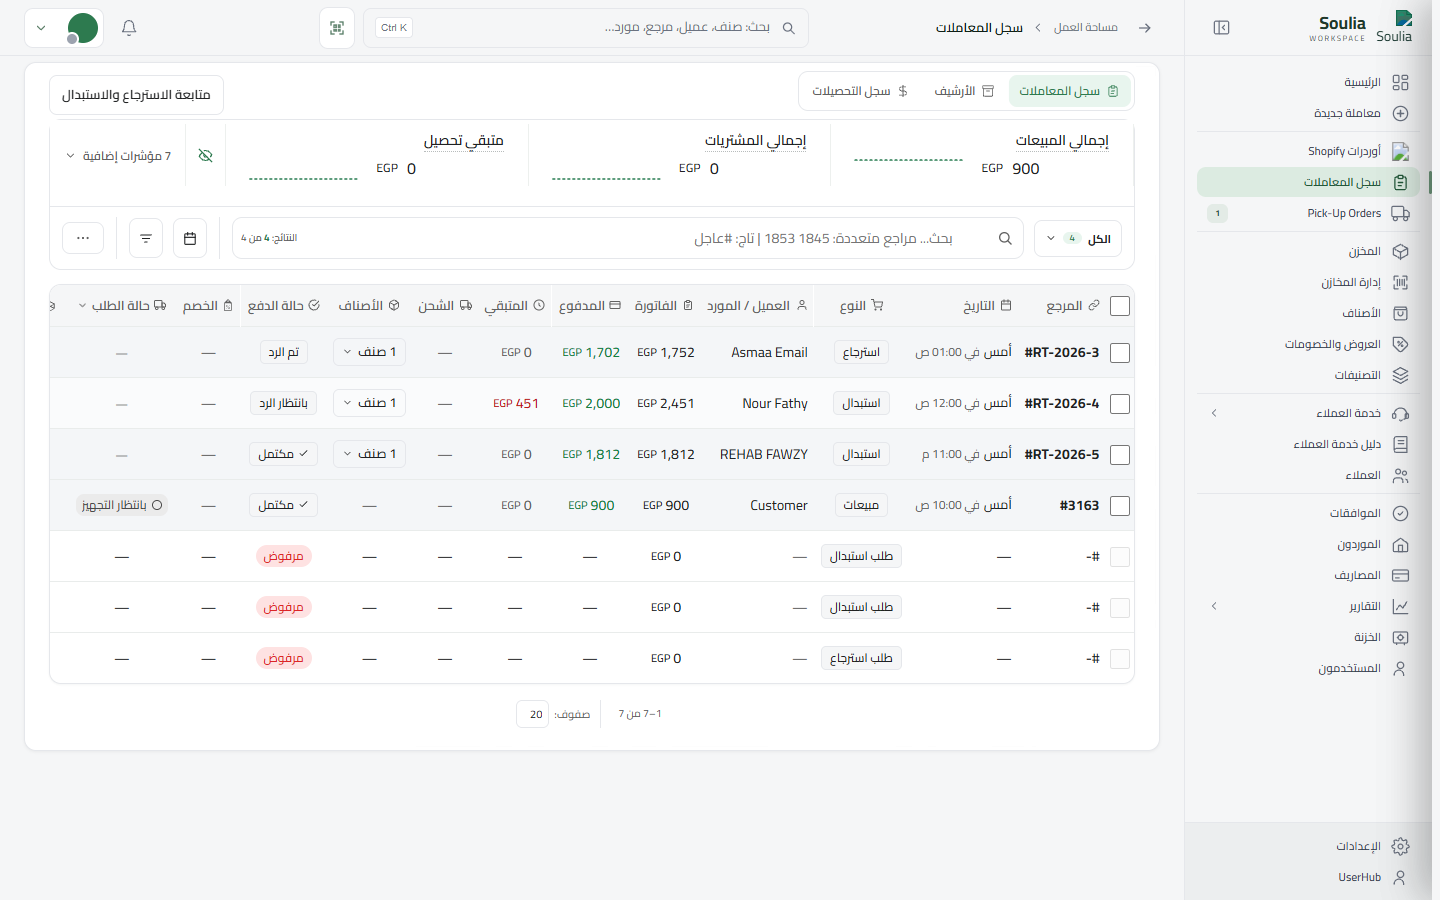 Soulia
Soulia
WORKSPACE
الرئيسية
معاملة جديدة
أوردرات Shopify
سجل المعاملات
Pick-Up Orders
1
المخزن
إدارة المخازن
الأصناف
العروض والخصومات
التصنيفات
خدمة العملاء
دليل خدمة العملاء
العملاء
الموافقات
الموردون
المصاريف
التقارير
الخزنة
المستخدمون
الإعدادات
UserHub
مساحة العمل
سجل المعاملات
بحث: صنف، عميل، مرجع، مورد...
Ctrl K
سجل المعاملات
الأرشيف
سجل التحصيلات
متابعة الاسترجاع والاستبدال
إجمالي المبيعات
900 EGP
إجمالي المشتريات
0 EGP
متبقي تحصيل
0 EGP
7 مؤشرات إضافية
الكل 4
بحث... مراجع متعددة: 1845 1853 | تاج: #عاجل
النتائج: 4 من 4
المرجع التاريخ النوع العميل / المورد الفاتورة المدفوع المتبقي الشحن الأصناف حالة الدفع الخصم حالة الطلب
#RT-2026-3 أمس في 01:00 ص استرجاع Asmaa Email 1,752 EGP 1,702 EGP 0 EGP — 1 صنف تم الرد — —
#RT-2026-4 أمس في 12:00 ص استبدال Nour Fathy 2,451 EGP 2,000 EGP 451 EGP — 1 صنف بانتظار الرد — —
#RT-2026-5 أمس في 11:00 م استبدال REHAB FAWZY 1,812 EGP 1,812 EGP 0 EGP — 1 صنف مكتمل — —
#3163 أمس في 10:00 ص مبيعات Customer 900 EGP 900 EGP 0 EGP — — مكتمل — بانتظار التجهيز
#- — طلب استبدال — 0 EGP — — — — مرفوض — —
#- — طلب استبدال — 0 EGP — — — — مرفوض — —
#- — طلب استرجاع — 0 EGP — — — — مرفوض — —
1–7 من 7
صفوف: 20